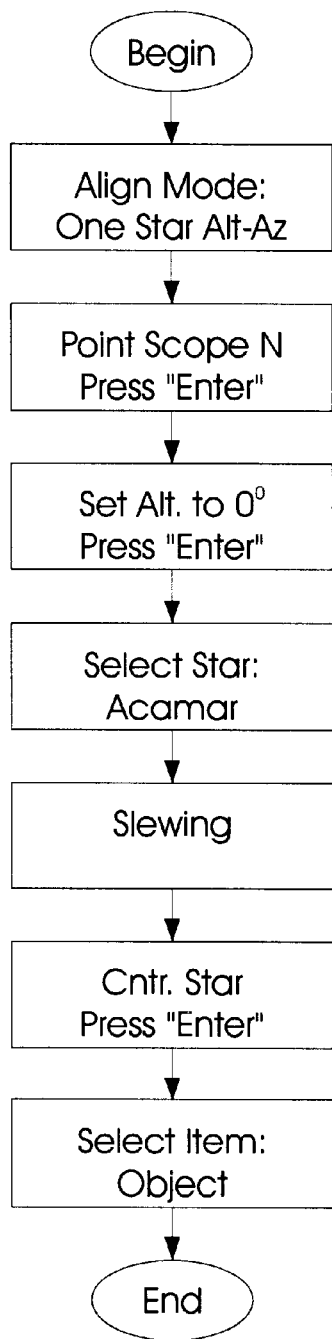 Begin
Align Mode:
One Star Alt-Az
Point Scope N
Press "Enter"
Set Alt. to 0⁰
Press "Enter"
Select Star:
Acamar
Slewing
Cntr. Star
Press "Enter"
Select Item:
Object
End